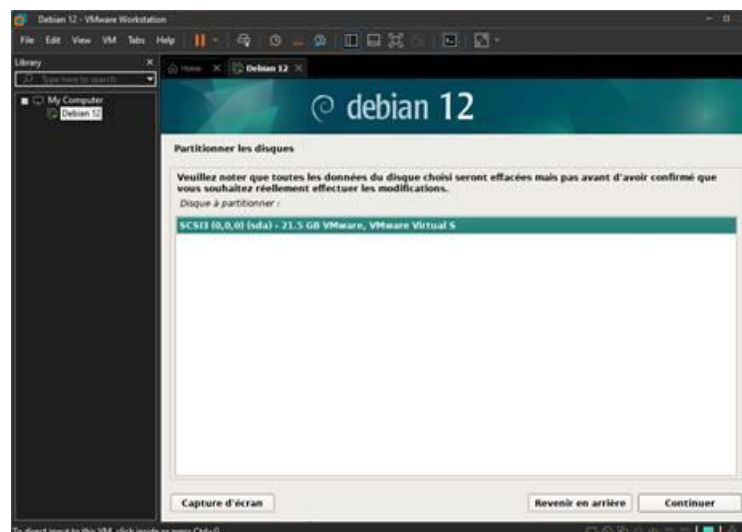 Debian 12 - VMware Workstation
File Edit View VM Tabs Help
Library
Type here to search
Home
Debian 12
My Computer
Debian 12
debian 12
Partitionner les disques
Veuillez noter que toutes les données du disque choisi seront effacées mais pas avant d'avoir confirmé que
vous souhaitez réellement effectuer les modifications.
Disque à partitionner :
SCSI3 (0,0,0) (sda) - 21.5 GB VMware, VMware Virtual S
Capture d'écran
Revenir en arrière
Continuer
To direct input to this VM, click inside or press Ctrl+G.